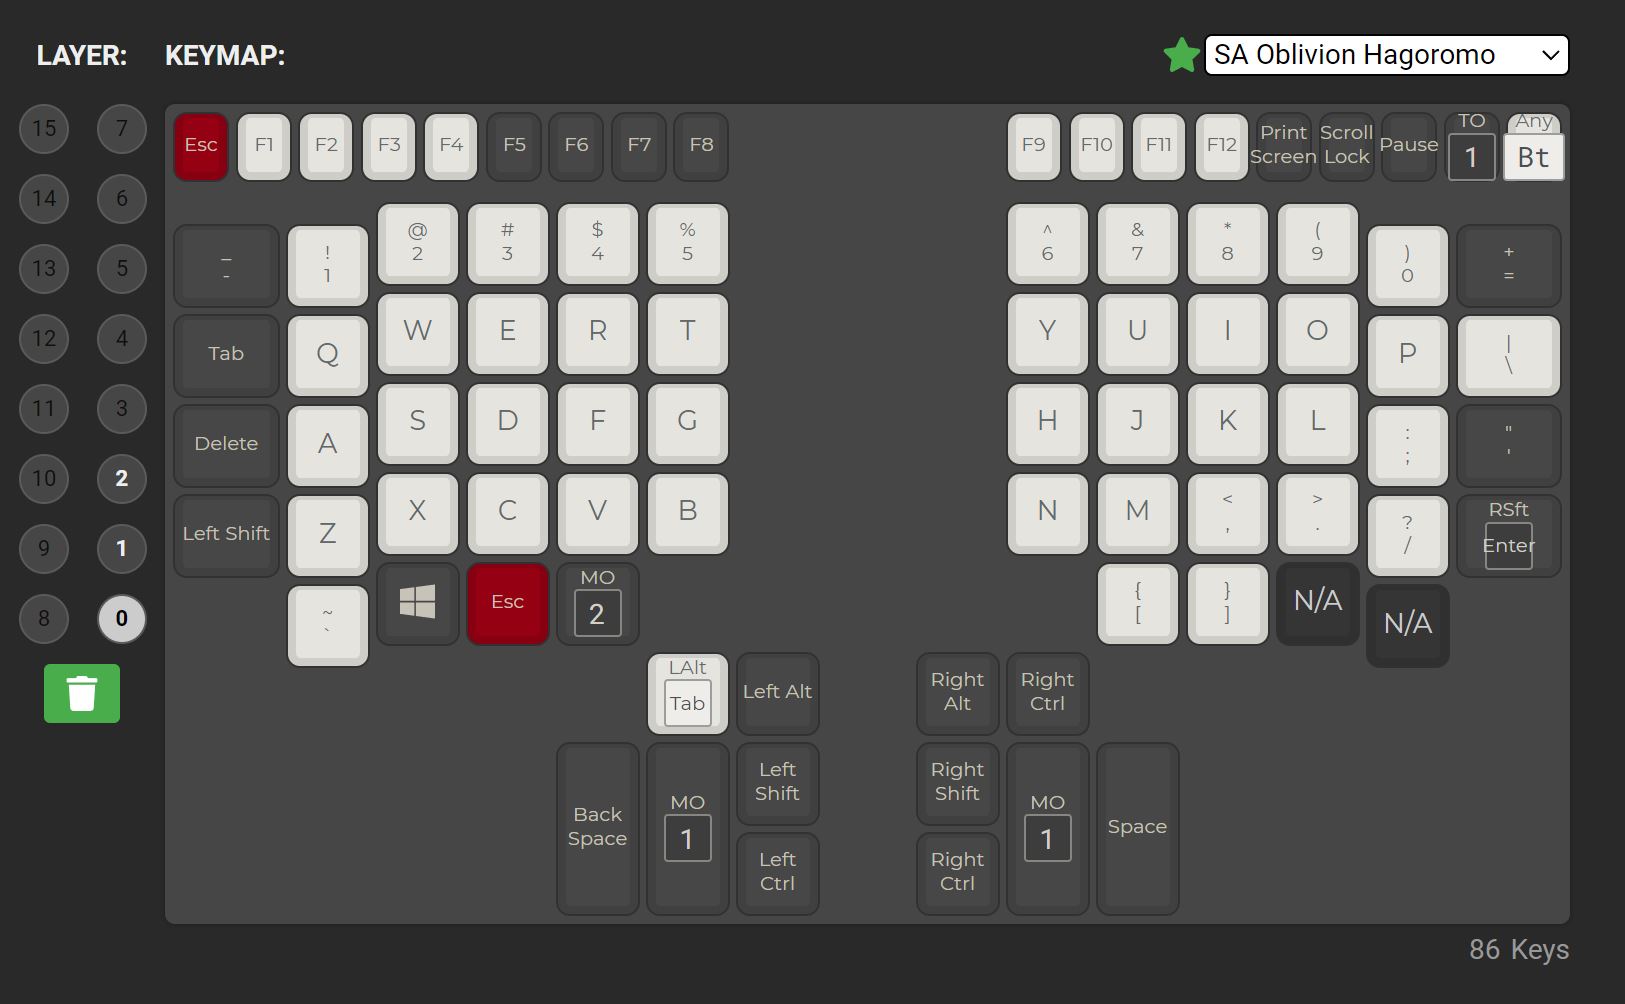 LAYER: KEYMAP: SA Oblivion Hagoromo
15 7
14 6
13 5
12 4
11 3
10 2
9 1
8 0
Esc F1 F2 F3 F4 F5 F6 F7 F8 F9 F10 F11 F12 Print Screen Scroll Lock Pause TO 1 Any Bt
_ - ! 1 @ 2 # 3 $ 4 % 5 ^ 6 & 7 * 8 ( 9 ) 0 + =
Tab Q W E R T Y U I O P | \
Delete A S D F G H J K L : ; " '
Left Shift Z X C V B N M < , > . ? / RSft Enter
~ ` Esc MO 2 { [ } ] N/A N/A
LAlt Tab Left Alt Right Alt Right Ctrl
Back Space MO 1 Left Shift Right Shift MO 1 Space
Left Ctrl Right Ctrl
86 Keys